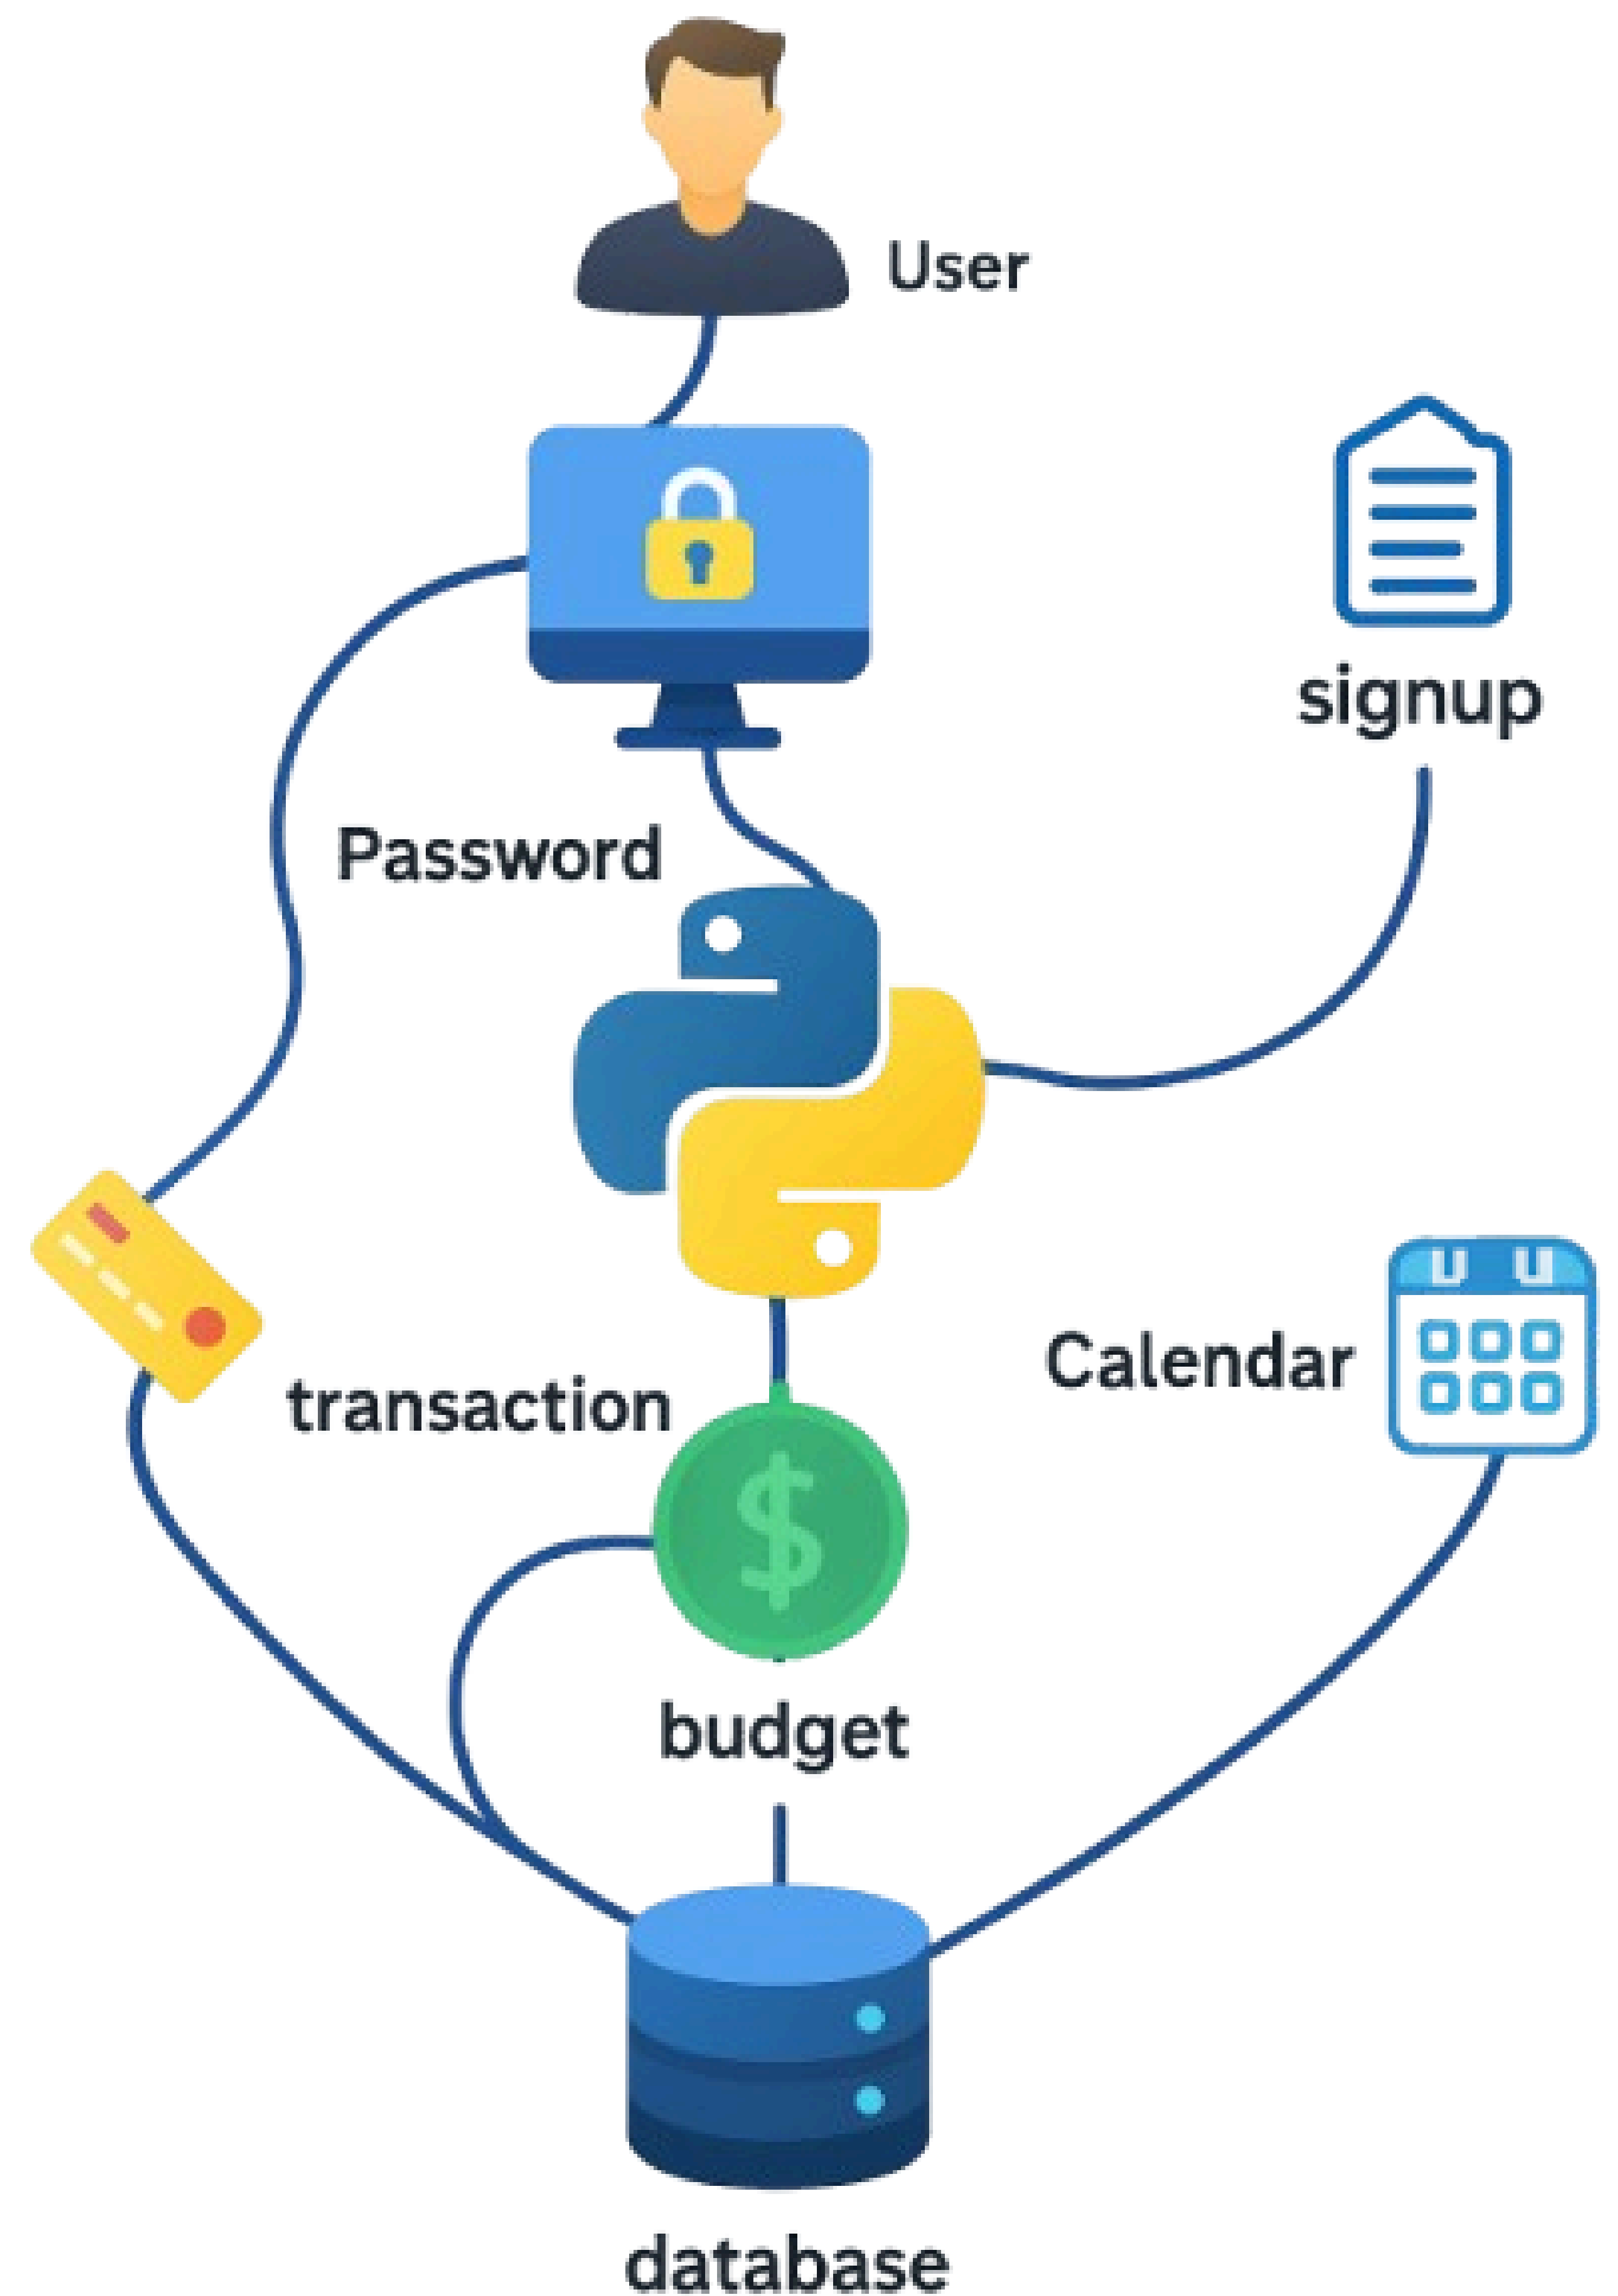 User
signup
Password
Calendar
transaction
budget
database